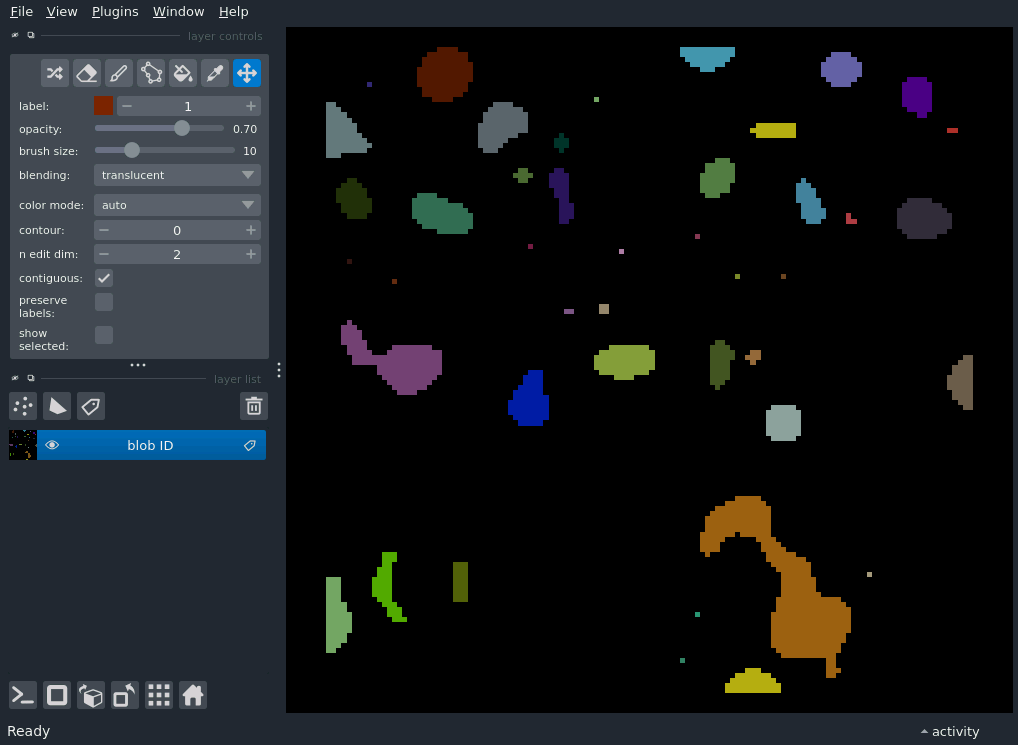 File View Plugins Window Help
layer controls
label: 1
opacity: 0.70
brush size: 10
blending: translucent
color mode: auto
contour: 0
n edit dim: 2
contiguous:
preserve
labels:
show
selected:
layer list
blob ID
Ready
activity